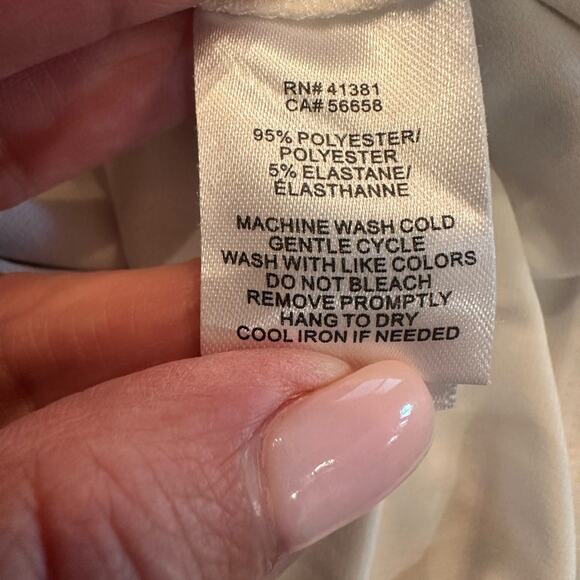 RN# 41381
CA# 56658
95% POLYESTER/
POLYESTER
5% ELASTANE/
ÉLASTHANNE
MACHINE WASH COLD
GENTLE CYCLE
WASH WITH LIKE COLORS
DO NOT BLEACH
REMOVE PROMPTLY
HANG TO DRY
COOL IRON IF NEEDED